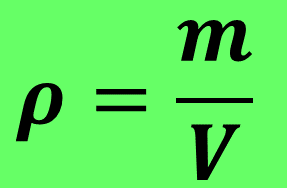 ρ = m/V